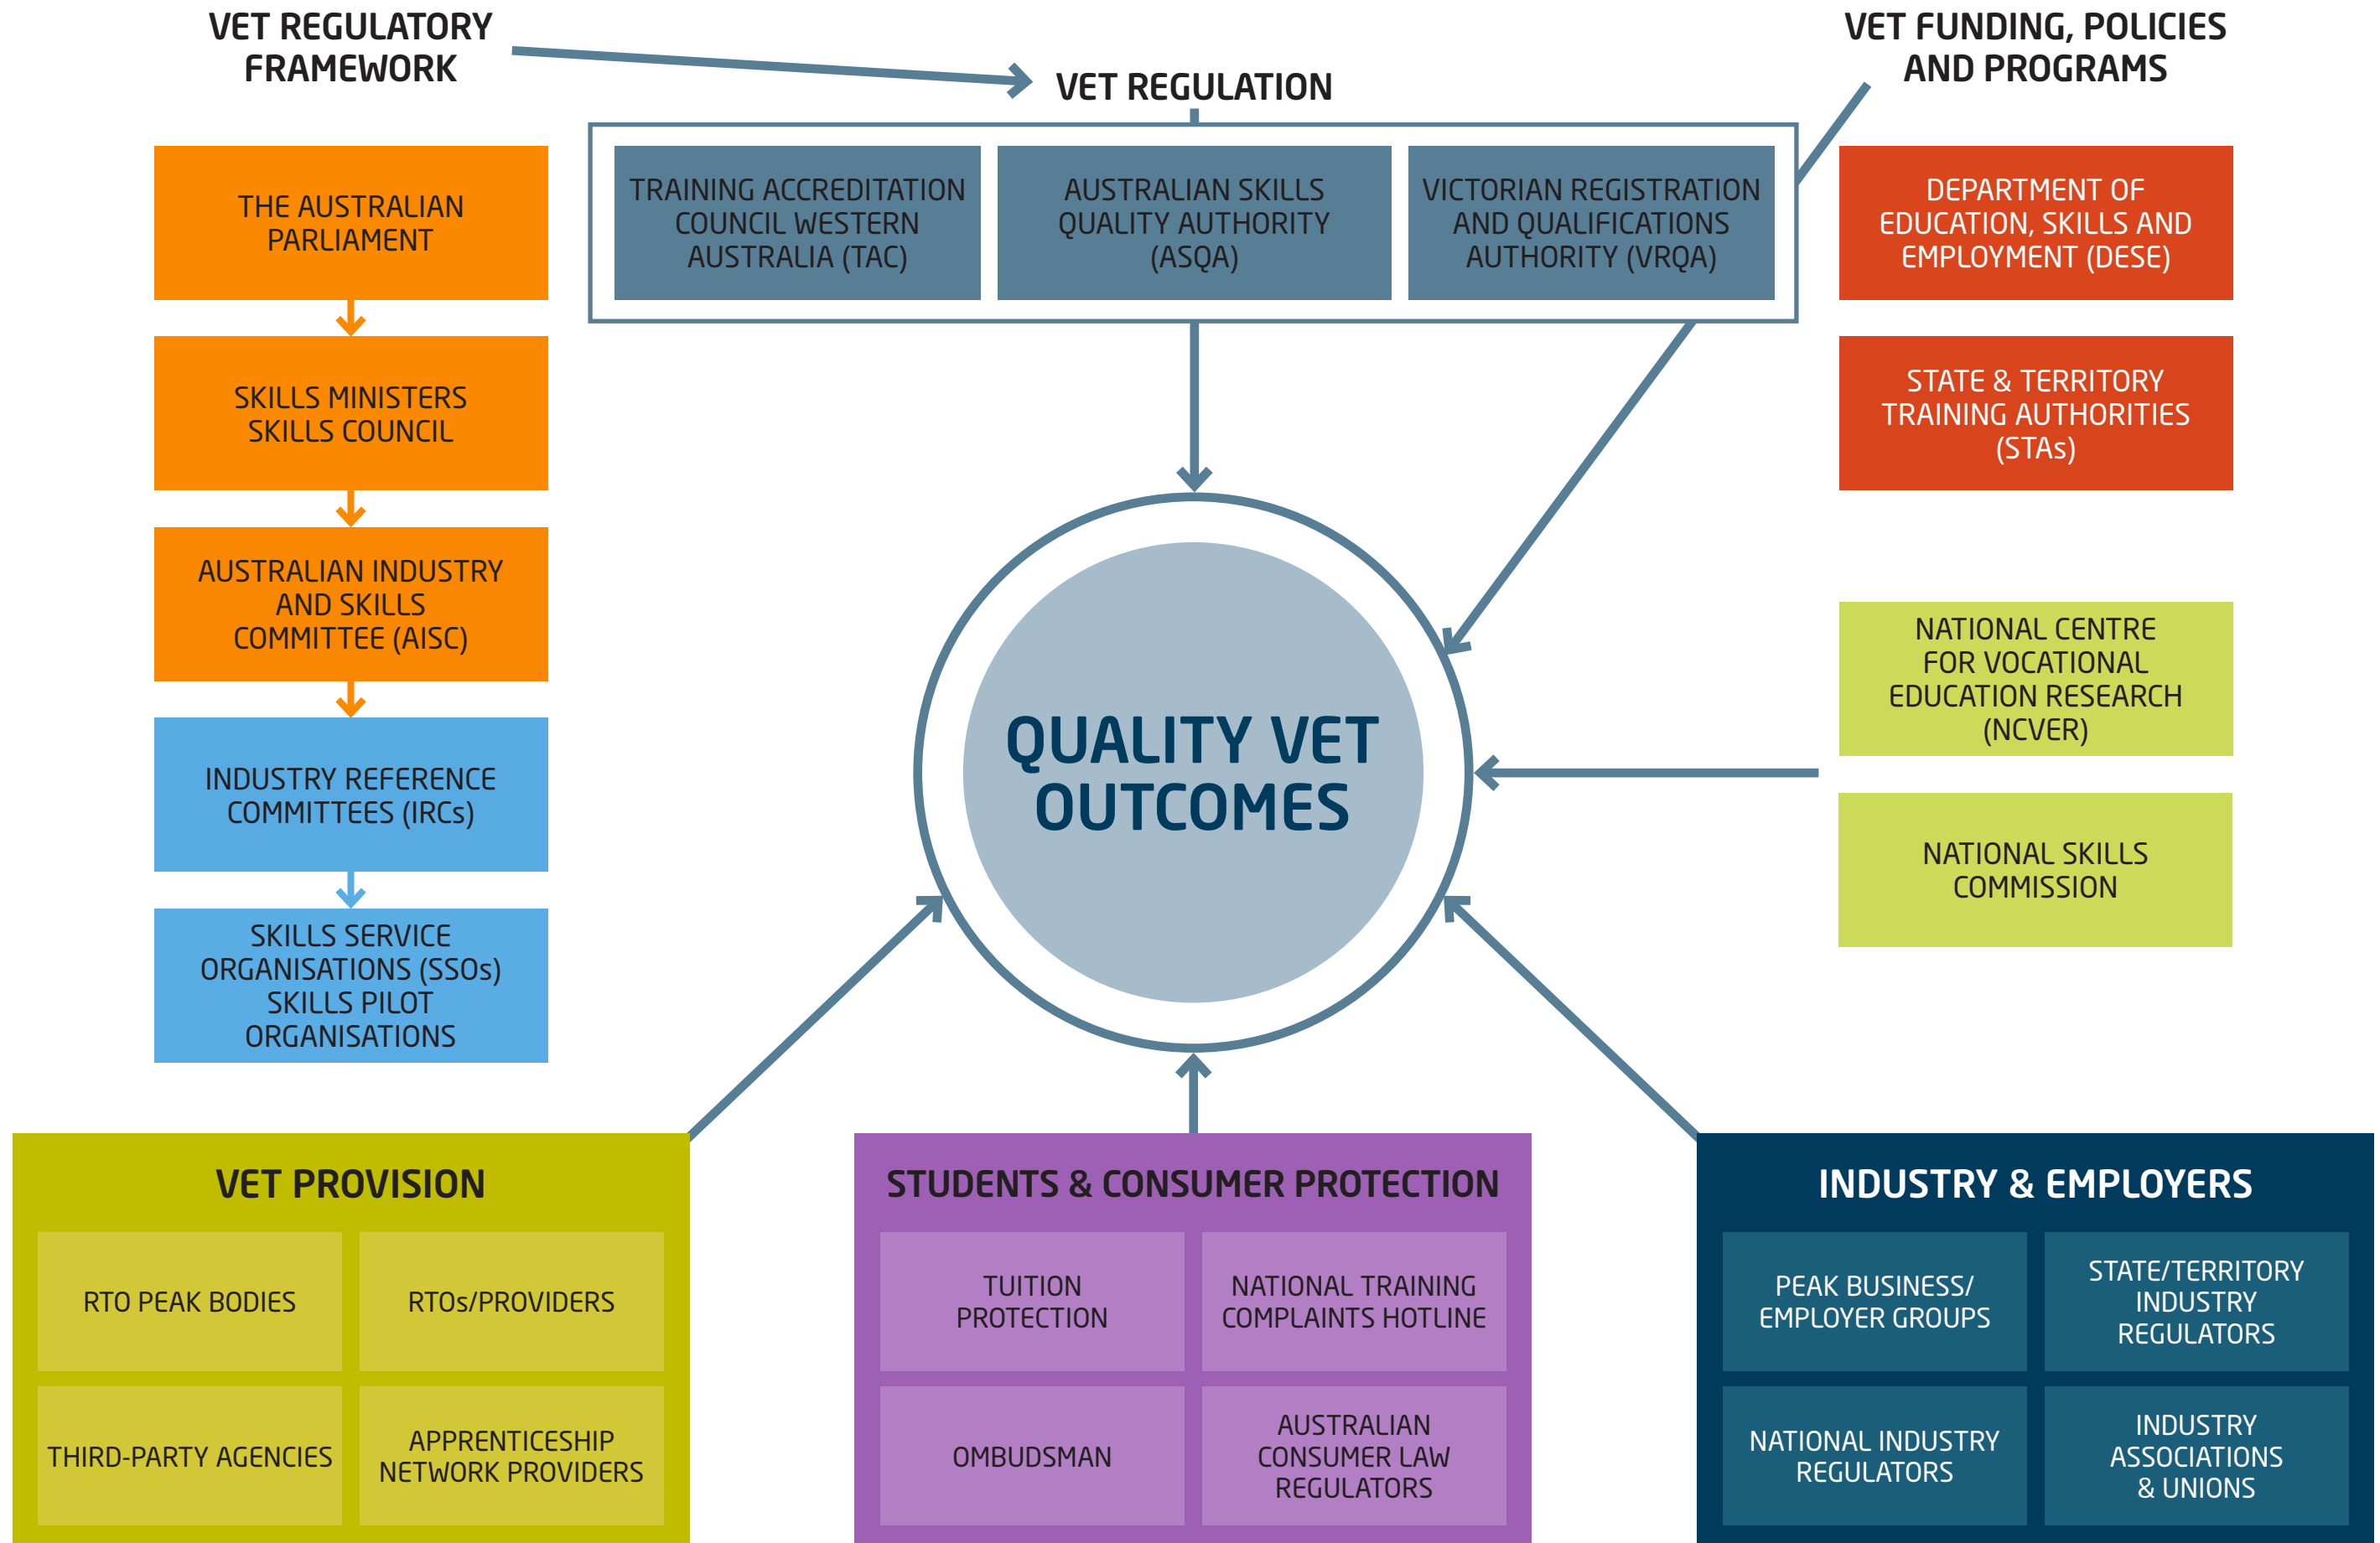 VET REGULATORY
FRAMEWORK
VET REGULATION
VET FUNDING, POLICIES
AND PROGRAMS
THE AUSTRALIAN
PARLIAMENT
SKILLS MINISTERS
SKILLS COUNCIL
AUSTRALIAN INDUSTRY
AND SKILLS
COMMITTEE (AISC)
INDUSTRY REFERENCE
COMMITTEES (IRCs)
SKILLS SERVICE
ORGANISATIONS (SSOs)
SKILLS PILOT
ORGANISATIONS
TRAINING ACCREDITATION
COUNCIL WESTERN
AUSTRALIA (TAC)
AUSTRALIAN SKILLS
QUALITY AUTHORITY
(ASQA)
VICTORIAN REGISTRATION
AND QUALIFICATIONS
AUTHORITY (VRQA)
DEPARTMENT OF
EDUCATION, SKILLS AND
EMPLOYMENT (DESE)
STATE & TERRITORY
TRAINING AUTHORITIES
(STAs)
NATIONAL CENTRE
FOR VOCATIONAL
EDUCATION RESEARCH
(NCVER)
NATIONAL SKILLS
COMMISSION
QUALITY VET
OUTCOMES
VET PROVISION
RTO PEAK BODIES
RTOs/PROVIDERS
THIRD-PARTY AGENCIES
APPRENTICESHIP
NETWORK PROVIDERS
STUDENTS & CONSUMER PROTECTION
TUITION
PROTECTION
NATIONAL TRAINING
COMPLAINTS HOTLINE
OMBUDSMAN
AUSTRALIAN
CONSUMER LAW
REGULATORS
INDUSTRY & EMPLOYERS
PEAK BUSINESS/
EMPLOYER GROUPS
STATE/TERRITORY
INDUSTRY
REGULATORS
NATIONAL INDUSTRY
REGULATORS
INDUSTRY
ASSOCIATIONS
& UNIONS